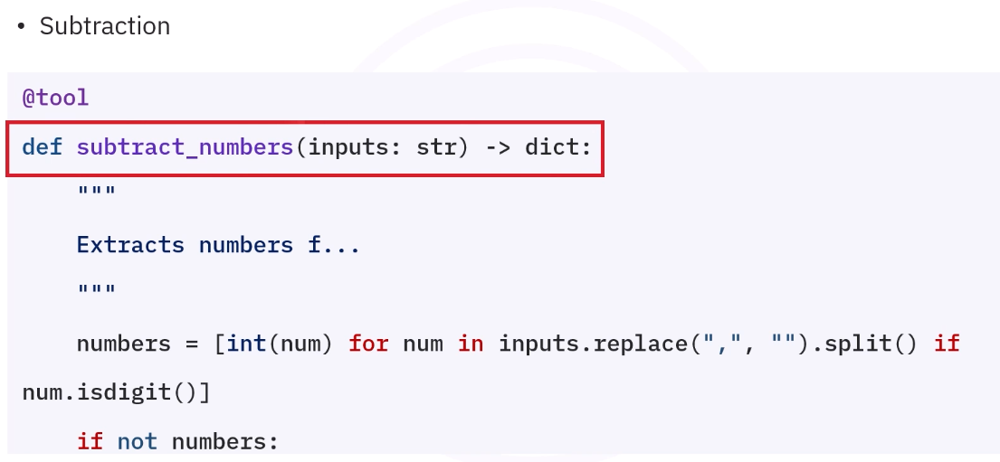 • Subtraction
@tool
def subtract_numbers(inputs: str) -> dict:
"""
Extracts numbers f...
"""
numbers = [int(num) for num in inputs.replace(",", "").split() if
num.isdigit()]
if not numbers: